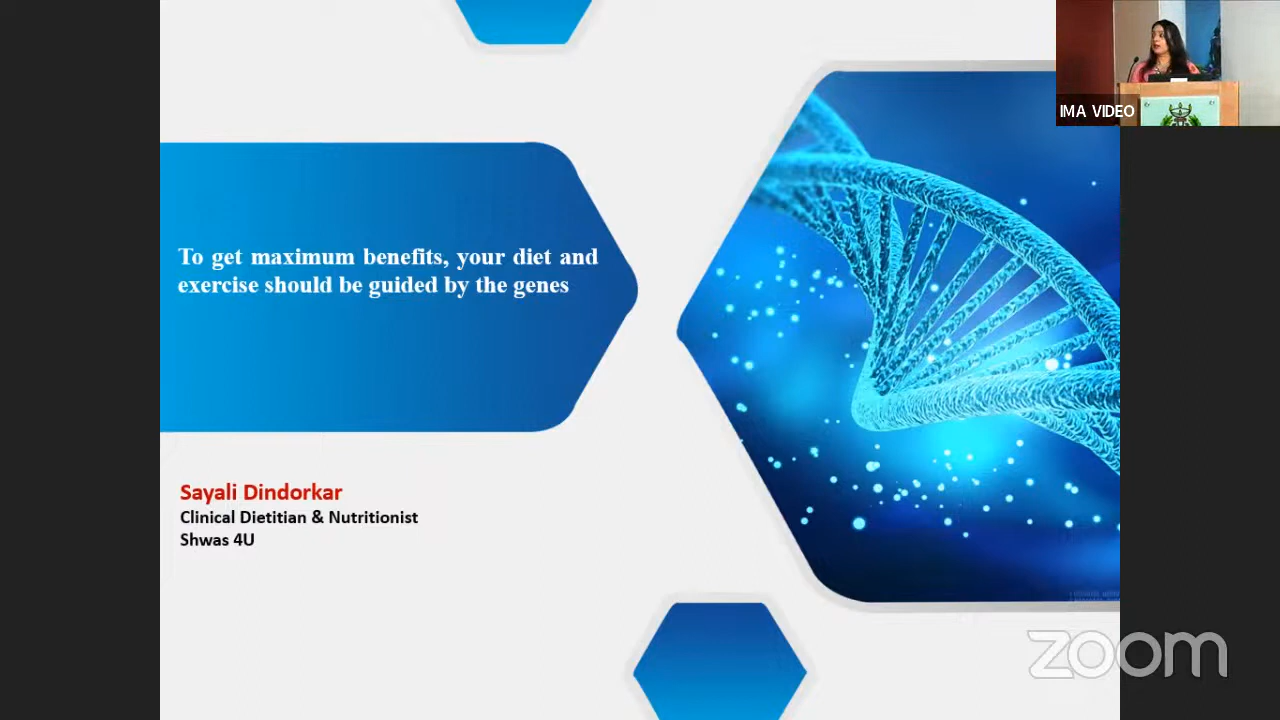 IMA VIDEO
To get maximum benefits, your diet and
exercise should be guided by the genes
Sayali Dindorkar
Clinical Dietitian & Nutritionist
Shwas 4U
zoom